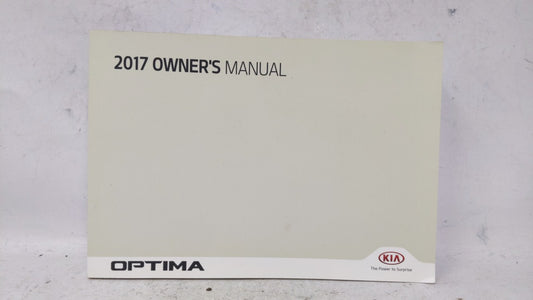 2017 OWNER'S MANUAL
OPTIMA
KIA
The Power to Surprise